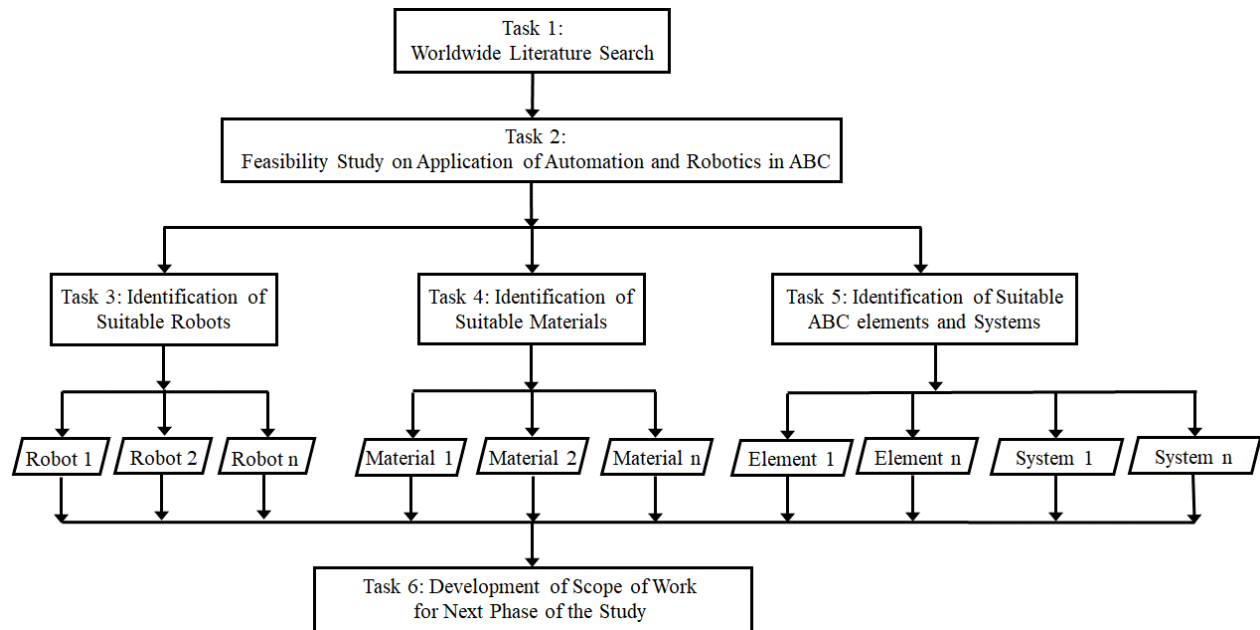 Task 1:
Worldwide Literature Search
Task 2:
Feasibility Study on Application of Automation and Robotics in ABC
Task 3: Identification of
Suitable Robots
Task 4: Identification of
Suitable Materials
Task 5: Identification of Suitable
ABC elements and Systems
Robot 1
Robot 2
Robot n
Material 1
Material 2
Material n
Element 1
Element n
System 1
System n
Task 6: Development of Scope of Work
for Next Phase of the Study